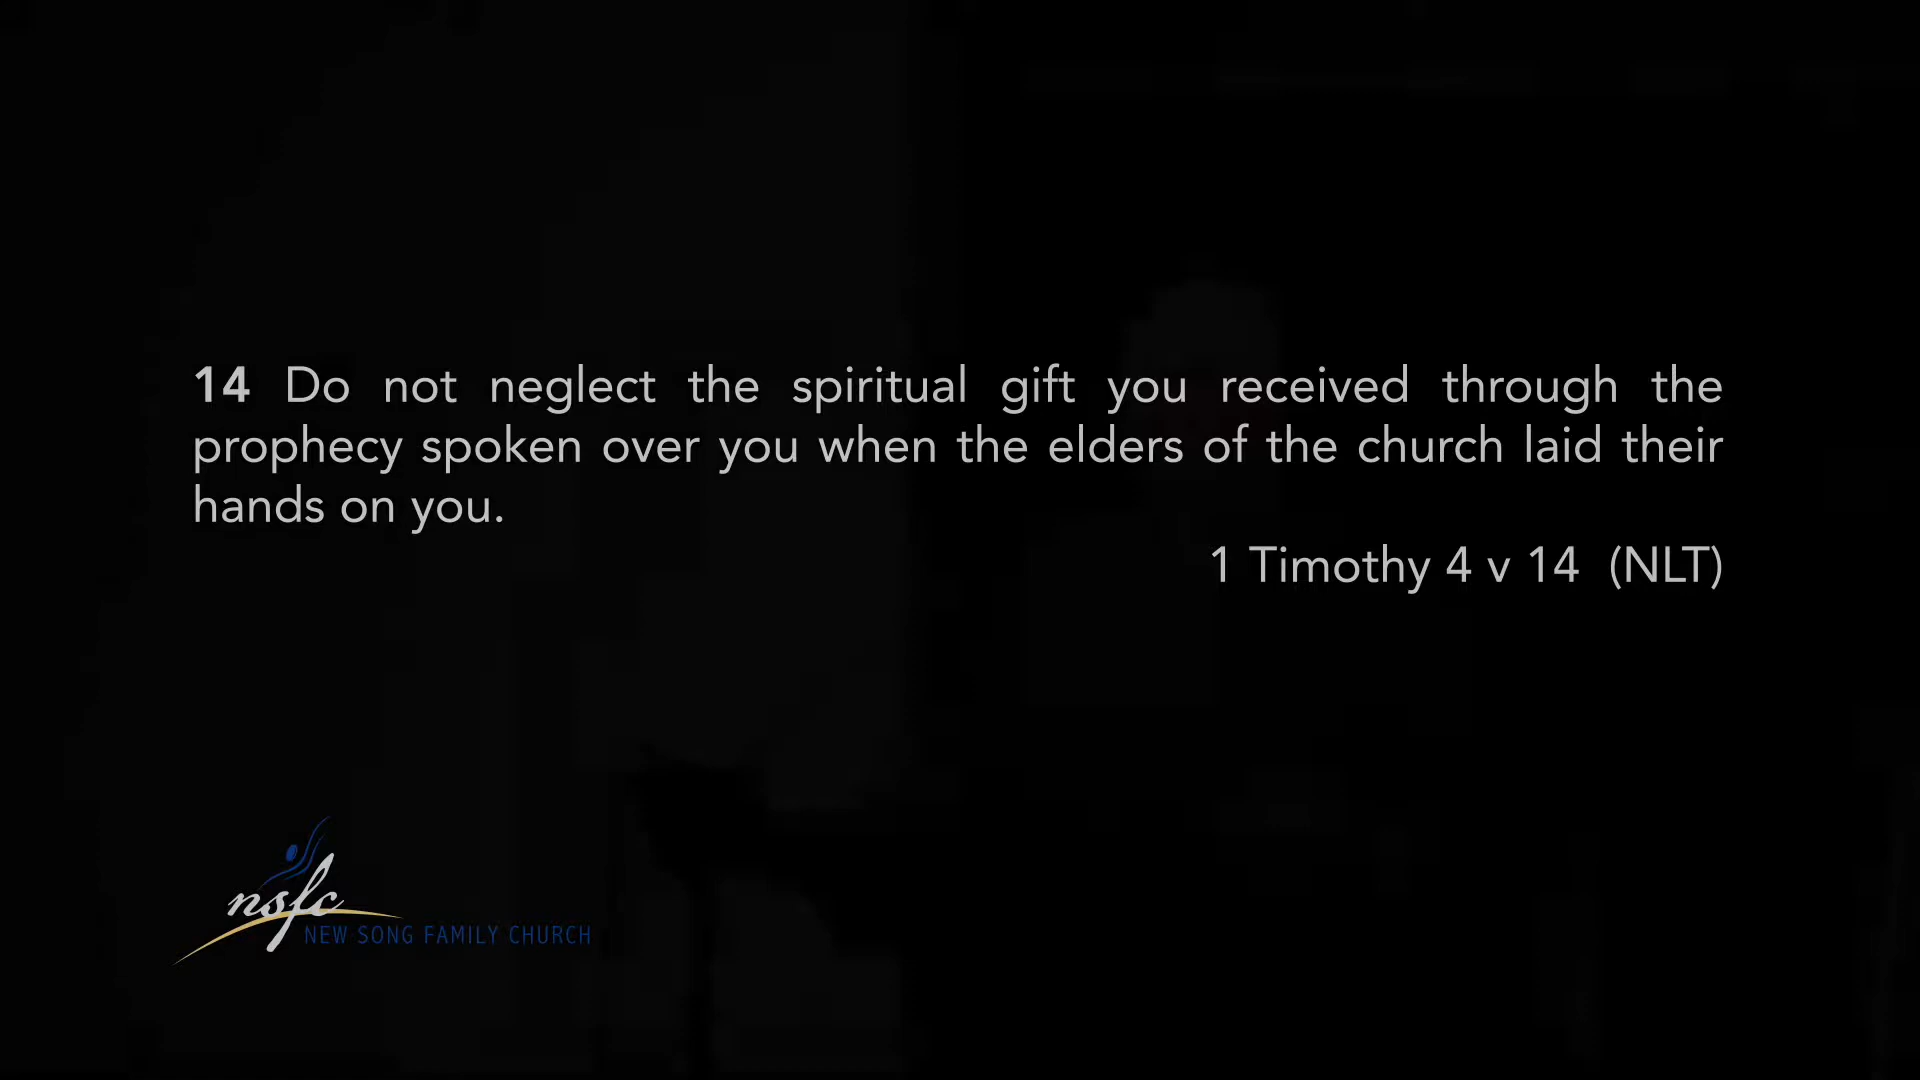 14 Do not neglect the spiritual gift you received through the
prophecy spoken over you when the elders of the church laid their
hands on you.
1 Timothy 4 v 14 (NLT)
nsfc
NEW SONG FAMILY CHURCH